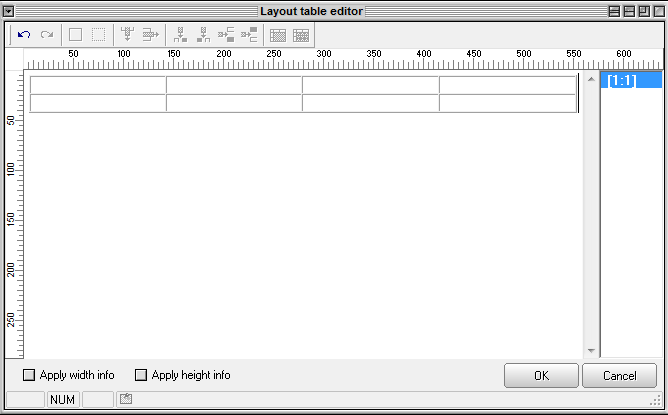 Layout table editor
50 100 150 200 250 300 350 400 450 500 550 600
[1:1]
50
100
150
200
250
Apply width info Apply height info OK Cancel
NUM